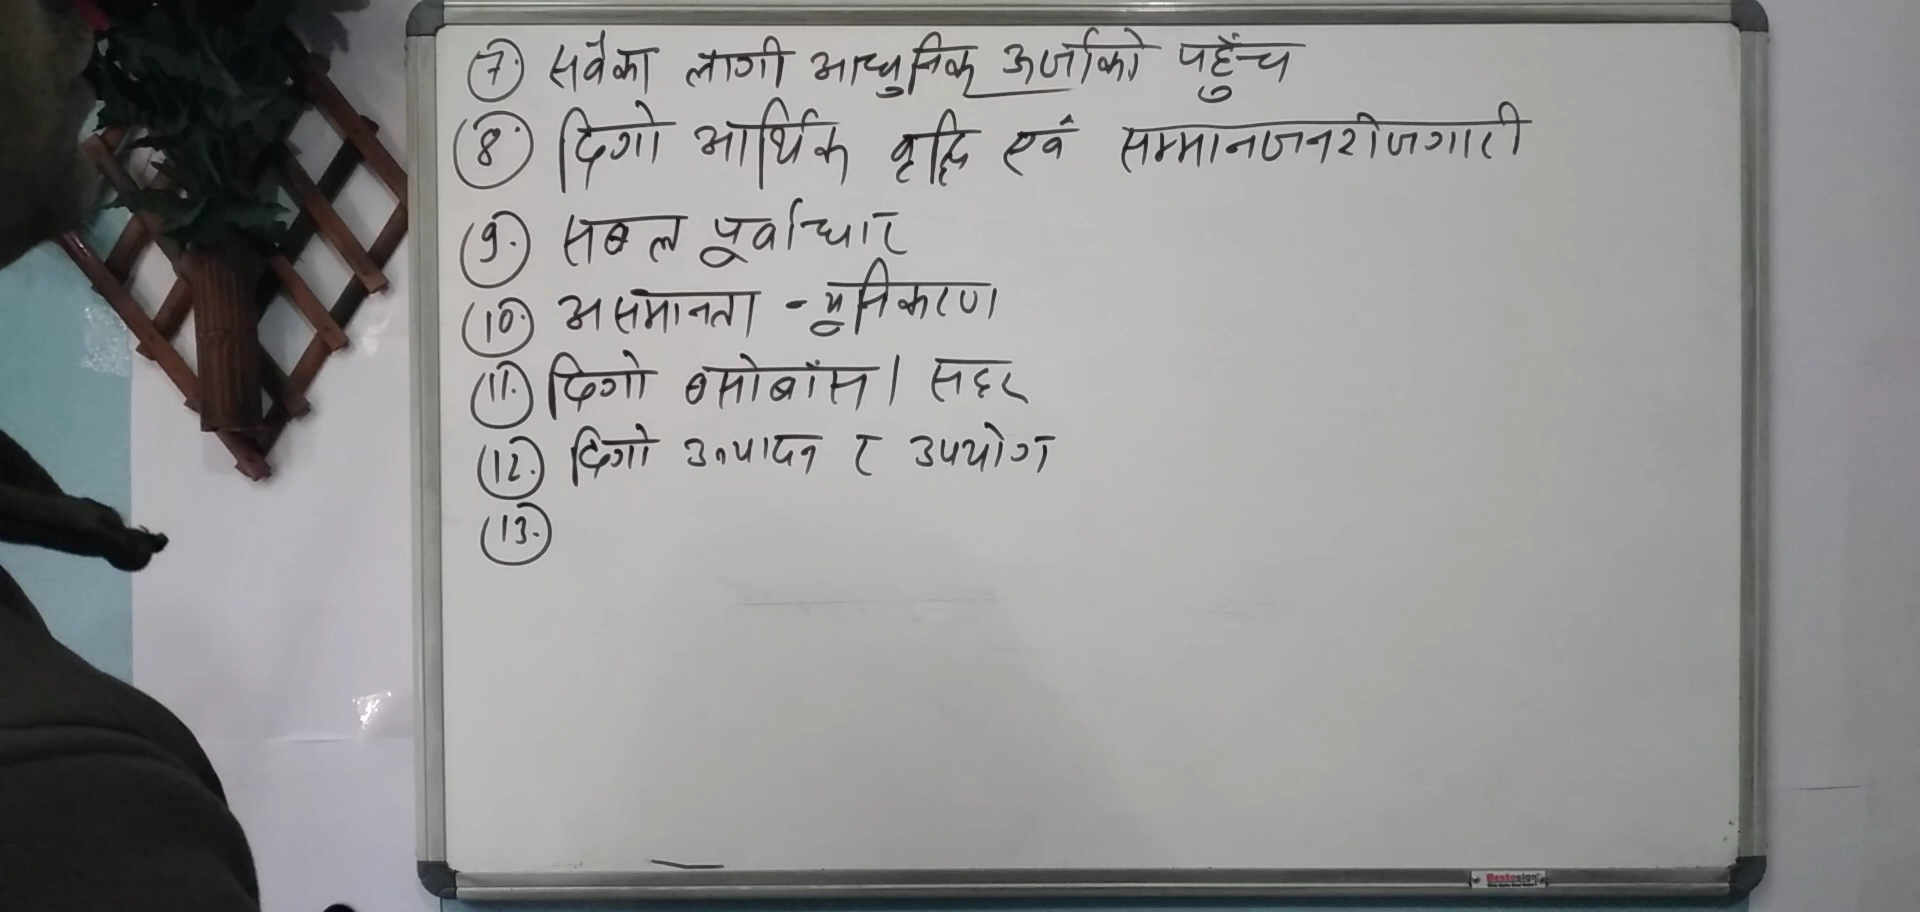 7. सबैका लागी आधुनिक ऊर्जाको पहुँच
8. दिगो आर्थिक वृद्धि एवं सम्मानजनरोजगारी
9. सबल पूर्वाधार
10. असमानता - यूनिकरण
11. दिगो बसोबाँस / सहर
12. दिगो उत्पादन र उपयोग
13.
Bestosign